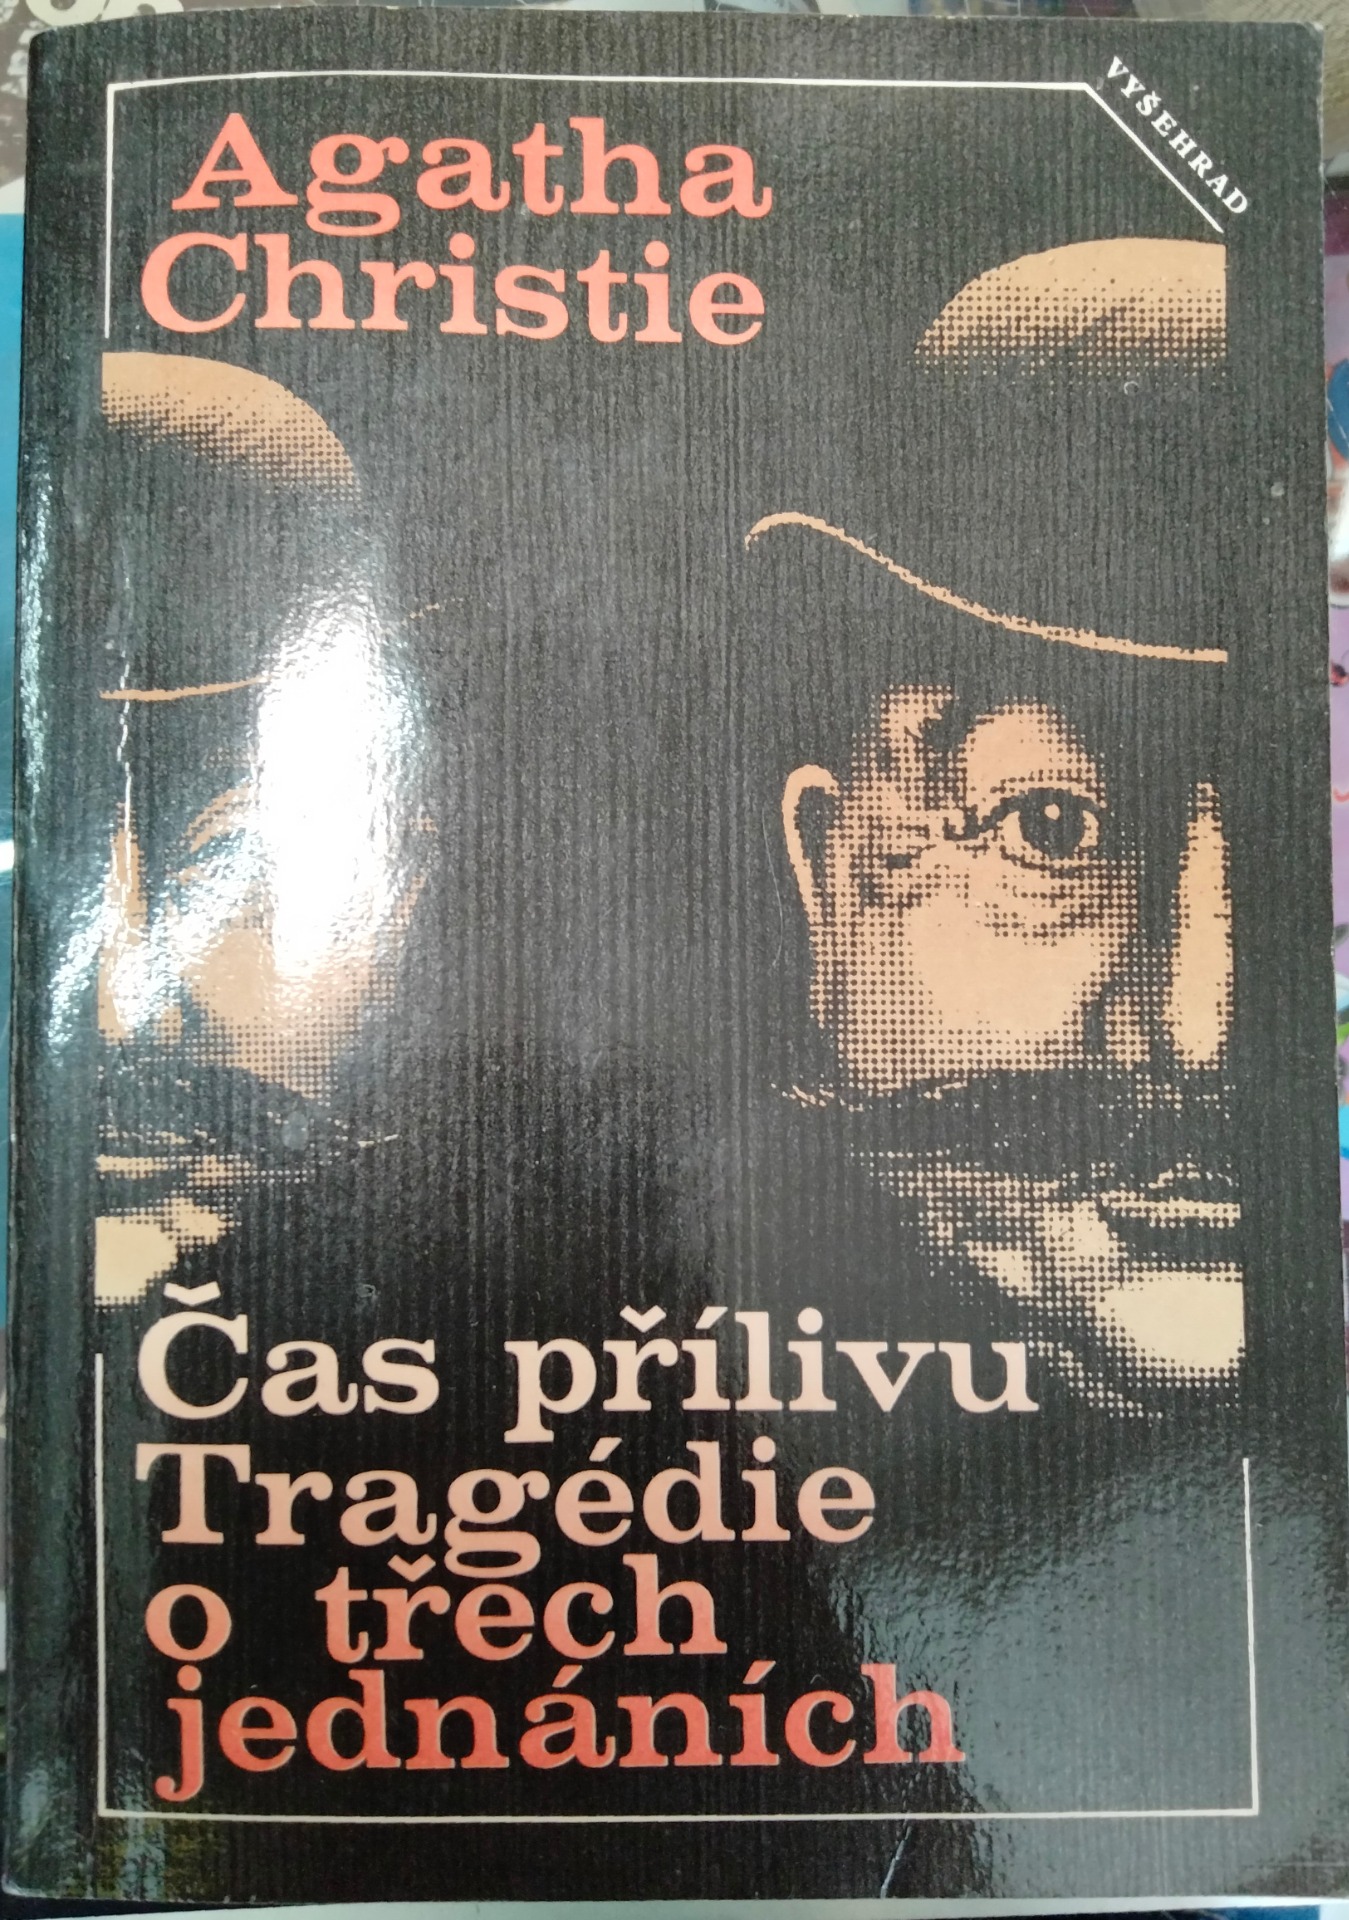 VYŠEHRAD
Agatha
Christie
Čas přílivu
Tragédie
o třech
jednáních